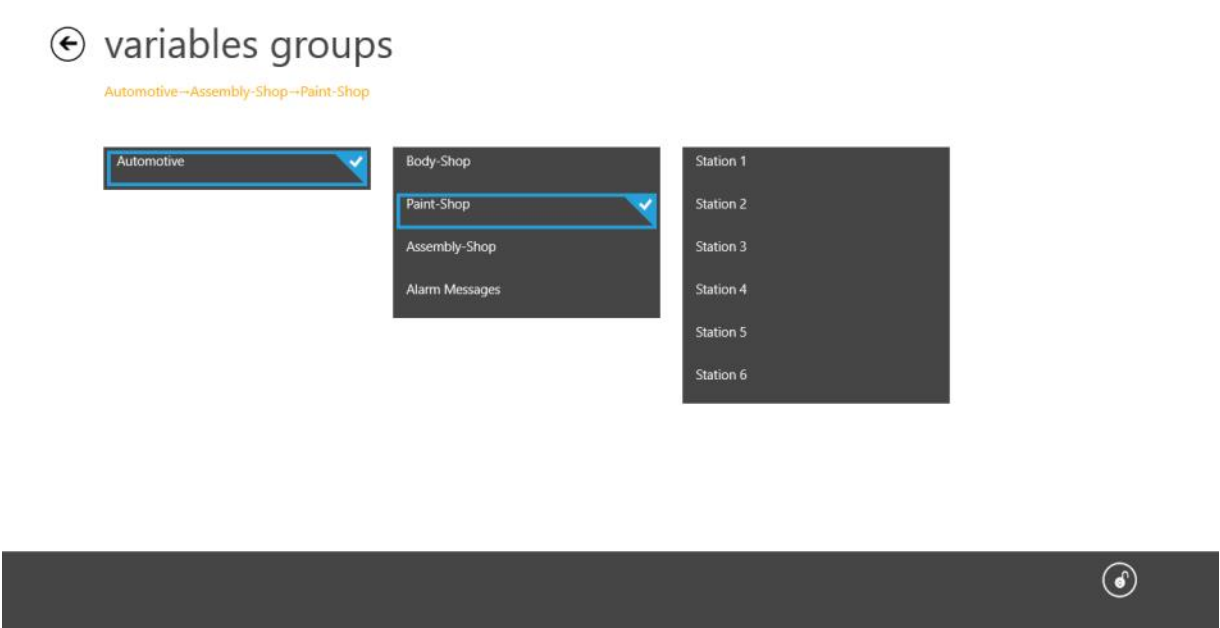 variables groups
Automotive→Assembly-Shop→Paint-Shop
Automotive
Body-Shop
Paint-Shop
Assembly-Shop
Alarm Messages
Station 1
Station 2
Station 3
Station 4
Station 5
Station 6